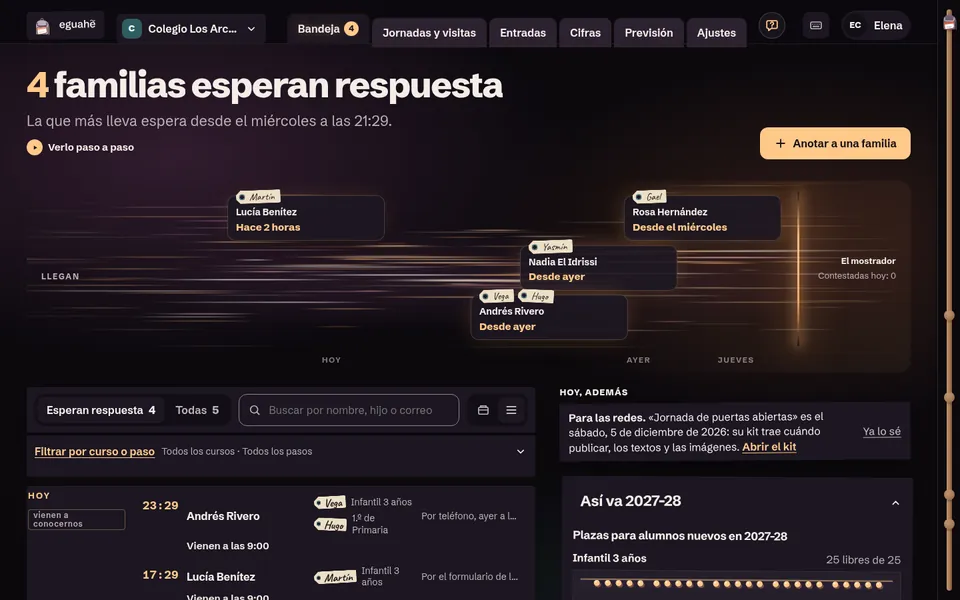 eguahē
C Colegio Los Arc...
Bandeja 4
Jornadas y visitas
Entradas
Cifras
Previsión
Ajustes
EC Elena
4 familias esperan respuesta
La que más lleva espera desde el miércoles a las 21:29.
Verlo paso a paso
+ Anotar a una familia
Martín
Lucía Benítez
Hace 2 horas
Gael
Rosa Hernández
Desde el miércoles
Yasmin
Nadia El Idrissi
Desde ayer
Vega Hugo
Andrés Rivero
Desde ayer
LLEGAN
El mostrador
Contestadas hoy: 0
HOY
AYER
JUEVES
Esperan respuesta 4
Todas 5
Buscar por nombre, hijo o correo
Filtrar por curso o paso Todos los cursos · Todos los pasos
HOY
vienen a
conocernos
23:29
Andrés Rivero
Vega Infantil 3 años
Hugo 1.º de
Primaria
Por teléfono, ayer a l...
Vienen a las 9:00
17:29
Lucía Benítez
Martín Infantil 3
años
Por el formulario de l...
Vienen a las 9:00
HOY, ADEMÁS
Para las redes. «Jornada de puertas abiertas» es el
sábado, 5 de diciembre de 2026: su kit trae cuándo
publicar, los textos y las imágenes. Abrir el kit
Ya lo sé
Así va 2027-28
Plazas para alumnos nuevos en 2027-28
Infantil 3 años
25 libres de 25